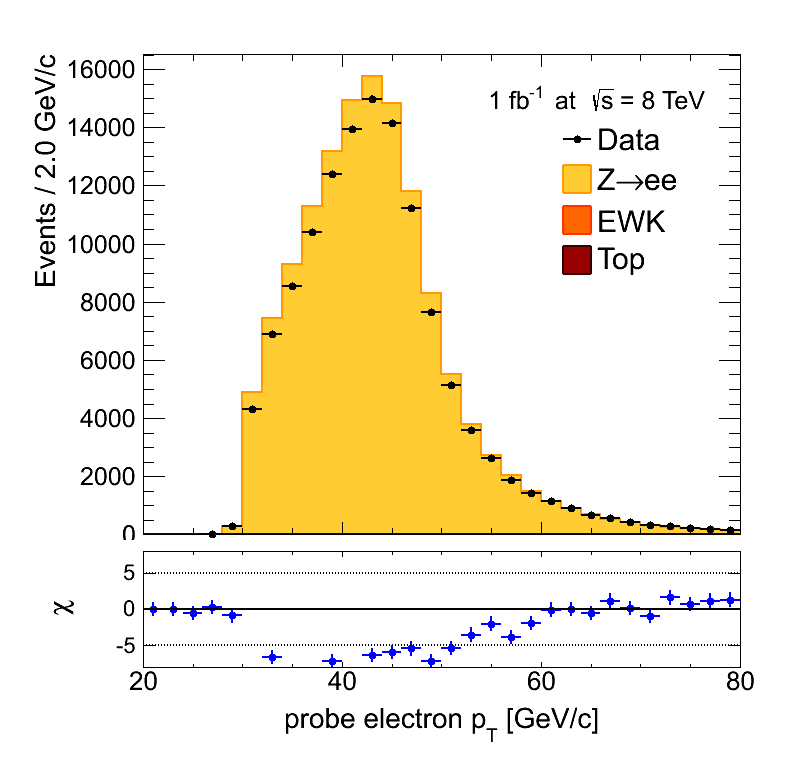 Events / 2.0 GeV/c
16000
14000
12000
10000
8000
6000
4000
2000
0
1 fb⁻¹ at √s = 8 TeV
Data
Z→ee
EWK
Top
χ
5
0
-5
20 40 60 80
probe electron p_T [GeV/c]